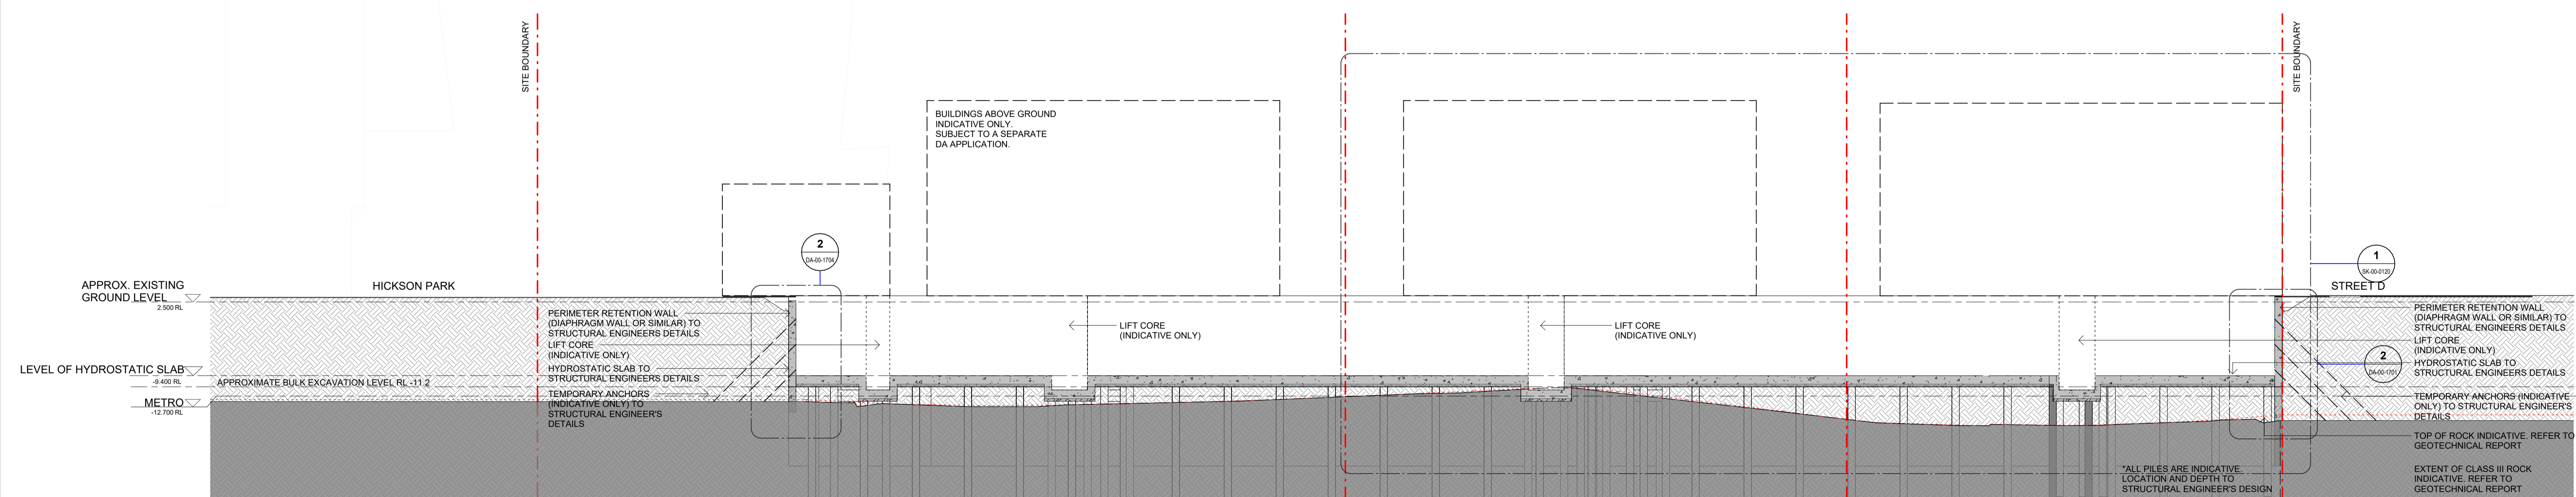 SITE BOUNDARY
SITE BOUNDARY
BUILDINGS ABOVE GROUND
INDICATIVE ONLY.
SUBJECT TO A SEPARATE
DA APPLICATION.
2
DA-00-1704
1
SK-00-0120
APPROX. EXISTING
GROUND LEVEL
2.500 RL
HICKSON PARK
STREET D
PERIMETER RETENTION WALL
(DIAPHRAGM WALL OR SIMILAR) TO
STRUCTURAL ENGINEERS DETAILS
LIFT CORE
(INDICATIVE ONLY)
HYDROSTATIC SLAB TO
STRUCTURAL ENGINEERS DETAILS
TEMPORARY ANCHORS
(INDICATIVE ONLY) TO
STRUCTURAL ENGINEER'S
DETAILS
LIFT CORE
(INDICATIVE ONLY)
LIFT CORE
(INDICATIVE ONLY)
PERIMETER RETENTION WALL
(DIAPHRAGM WALL OR SIMILAR) TO
STRUCTURAL ENGINEERS DETAILS
LIFT CORE
(INDICATIVE ONLY)
HYDROSTATIC SLAB TO
STRUCTURAL ENGINEERS DETAILS
2
DA-00-1701
TEMPORARY ANCHORS (INDICATIVE
ONLY) TO STRUCTURAL ENGINEER'S
DETAILS
TOP OF ROCK INDICATIVE. REFER TO
GEOTECHNICAL REPORT
EXTENT OF CLASS III ROCK
INDICATIVE. REFER TO
GEOTECHNICAL REPORT
LEVEL OF HYDROSTATIC SLAB
-9.400 RL
APPROXIMATE BULK EXCAVATION LEVEL RL -11.2
METRO
-12.700 RL
*ALL PILES ARE INDICATIVE.
LOCATION AND DEPTH TO
STRUCTURAL ENGINEER'S DESIGN